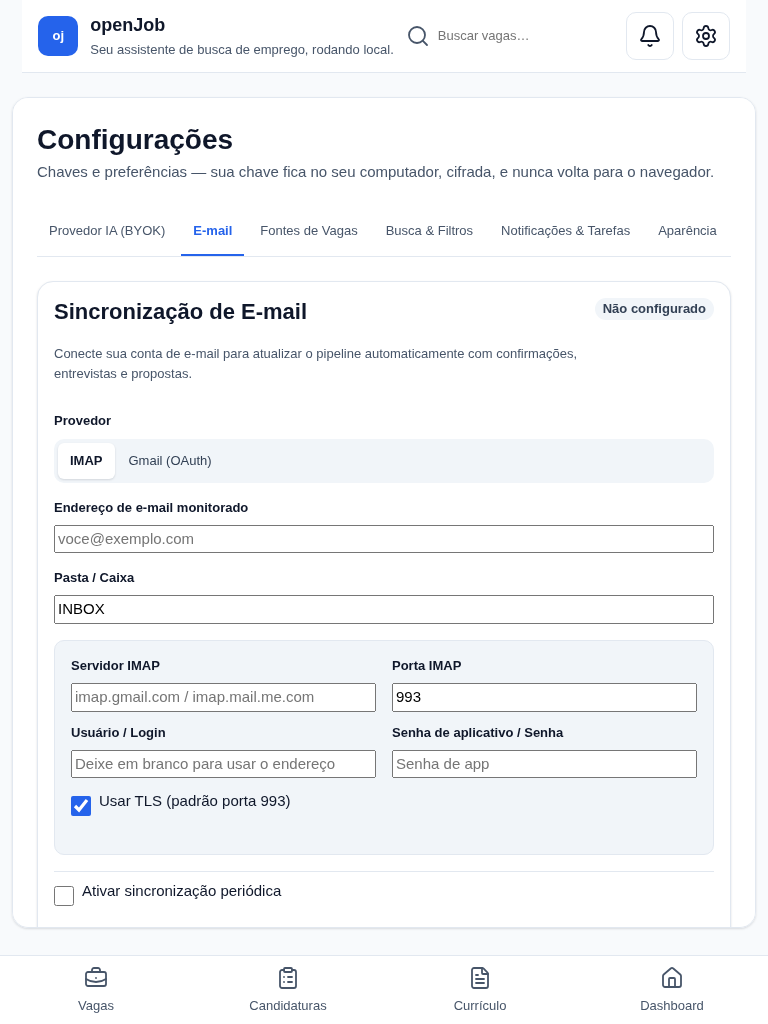 oj
openJob
Seu assistente de busca de emprego, rodando local.
Buscar vagas…
Configurações
Chaves e preferências — sua chave fica no seu computador, cifrada, e nunca volta para o navegador.
Provedor IA (BYOK)
E-mail
Fontes de Vagas
Busca & Filtros
Notificações & Tarefas
Aparência
Sincronização de E-mail
Não configurado
Conecte sua conta de e-mail para atualizar o pipeline automaticamente com confirmações,
entrevistas e propostas.
Provedor
IMAP
Gmail (OAuth)
Endereço de e-mail monitorado
voce@exemplo.com
Pasta / Caixa
INBOX
Servidor IMAP
Porta IMAP
imap.gmail.com / imap.mail.me.com
993
Usuário / Login
Senha de aplicativo / Senha
Deixe em branco para usar o endereço
Senha de app
Usar TLS (padrão porta 993)
Ativar sincronização periódica
Vagas
Candidaturas
Currículo
Dashboard